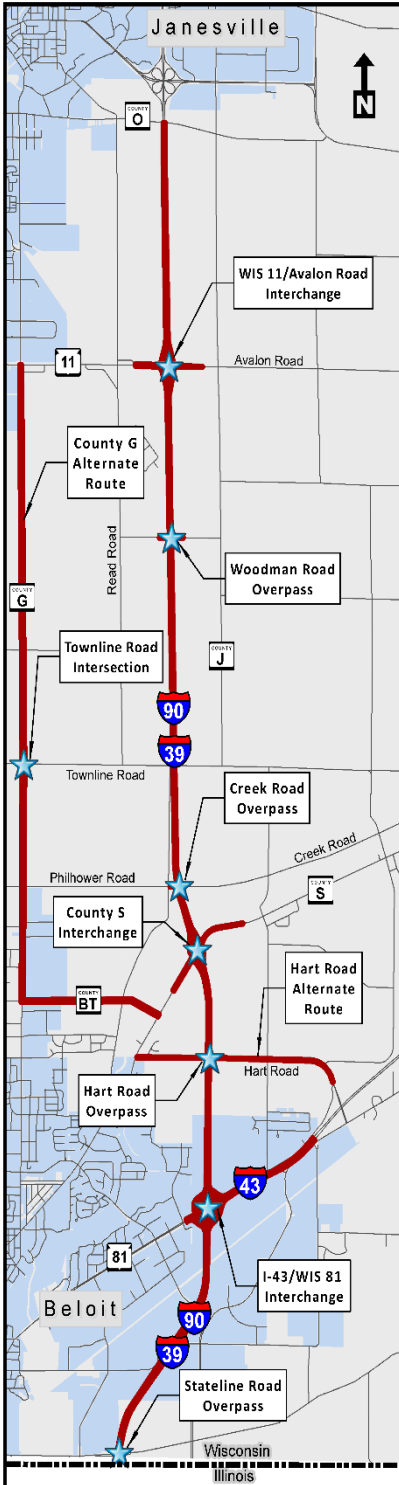 Janesville
N
COUNTY
O
WIS 11/Avalon Road
Interchange
11
Avalon Road
County G
Alternate
Route
Read Road
Woodman Road
Overpass
COUNTY
G
Townline Road
Intersection
COUNTY
J
90
39
Townline Road
Creek Road
Overpass
Creek Road
Philhower Road
COUNTY
S
County S
Interchange
Hart Road
Alternate
Route
COUNTY
BT
Hart Road
Overpass
Hart Road
43
81
I-43/WIS 81
Interchange
Beloit
90
39
Stateline Road
Overpass
Wisconsin
Illinois